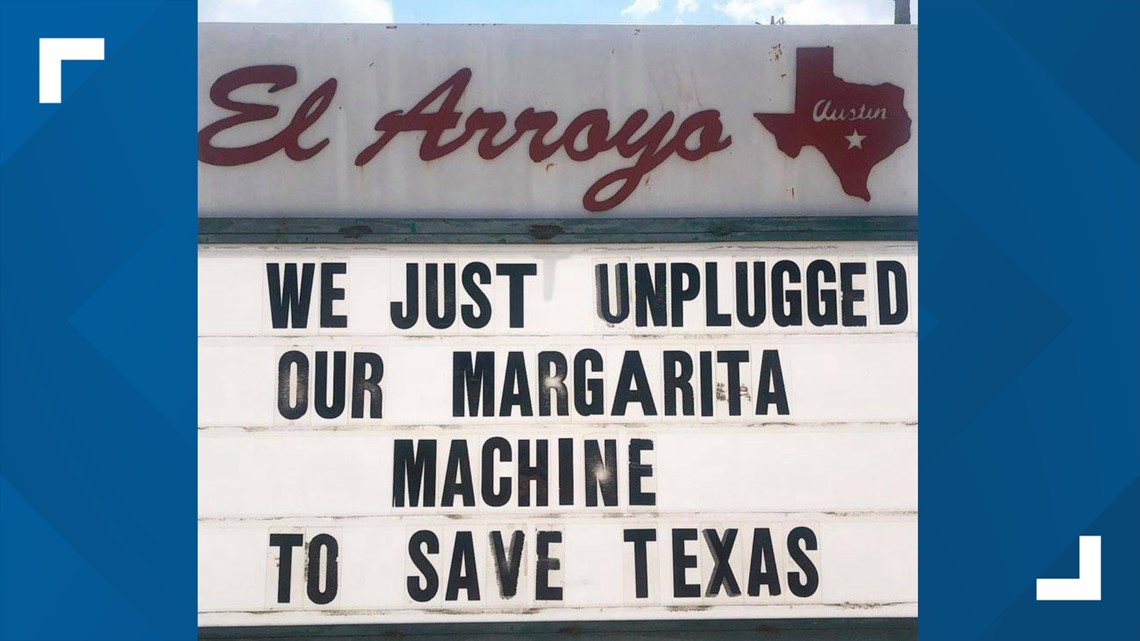 El Arroyo
Austin
WE JUST UNPLUGGED
OUR MARGARITA
MACHINE
TO SAVE TEXAS